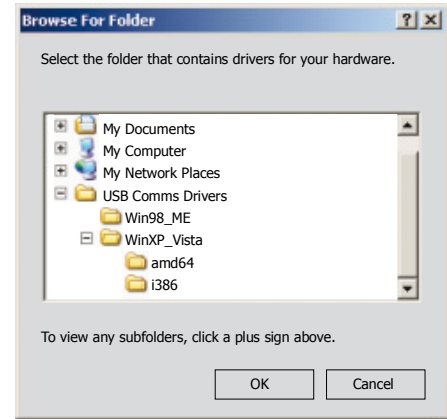 Browse For Folder
Select the folder that contains drivers for your hardware.
My Documents
My Computer
My Network Places
USB Comms Drivers
Win98_ME
WinXP_Vista
amd64
i386
To view any subfolders, click a plus sign above.
OK Cancel